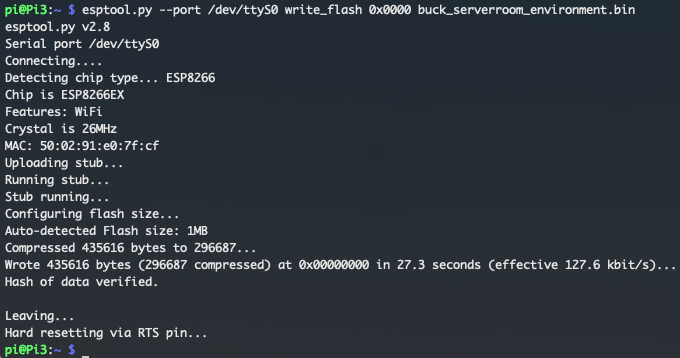 pi@Pi3:~ $ esptool.py --port /dev/ttyS0 write_flash 0x0000 buck_serverroom_environment.bin
esptool.py v2.8
Serial port /dev/ttyS0
Connecting....
Detecting chip type... ESP8266
Chip is ESP8266EX
Features: WiFi
Crystal is 26MHz
MAC: 50:02:91:e0:7f:cf
Uploading stub...
Running stub...
Stub running...
Configuring flash size...
Auto-detected Flash size: 1MB
Compressed 435616 bytes to 296687...
Wrote 435616 bytes (296687 compressed) at 0x00000000 in 27.3 seconds (effective 127.6 kbit/s)...
Hash of data verified.

Leaving...
Hard resetting via RTS pin...
pi@Pi3:~ $